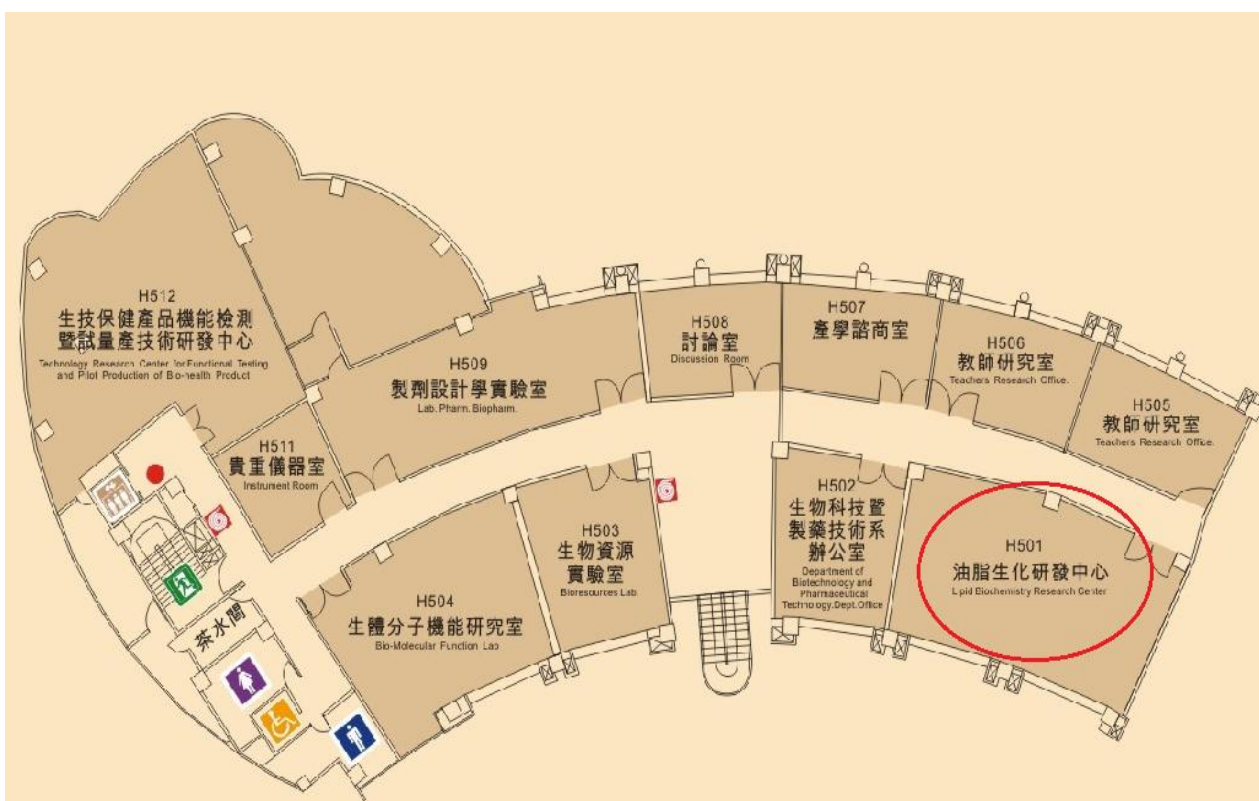 H512
生技保健產品機能檢測
暨試量產技術研發中心
Technology Research Center for Functional Testing
and Pilot Production of Bio-health Product
H511
貴重儀器室
Instrument Room
H509
製劑設計學實驗室
Lab. Pharm. Biopharm.
H508
討論室
Discussion Room
H507
產學諮商室
H506
教師研究室
Teachers Research Office.
H505
教師研究室
Teachers Research Office.
H504
生體分子機能研究室
Bio-Molecular Function Lab
H503
生物資源
實驗室
Bioresources Lab
H502
生物科技暨
製藥技術系
辦公室
Department of
Biotechnology and
Pharmaceutical
Technology.Dept.Office
H501
油脂生化研發中心
Lipid Biochemistry Research Center
茶水間